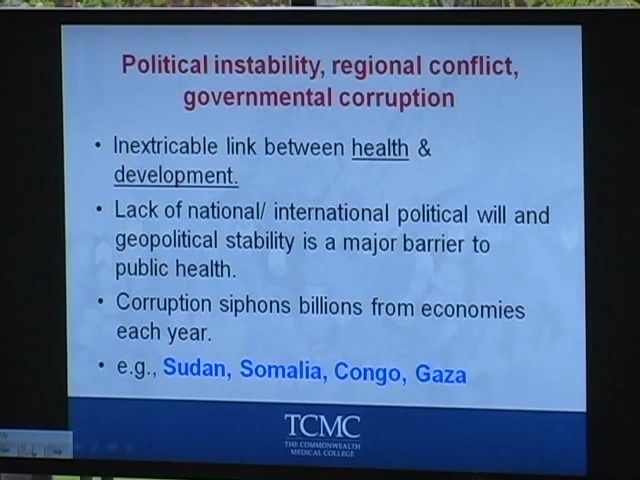 Political instability, regional conflict,
governmental corruption
• Inextricable link between health &
development.
• Lack of national/ international political will and
geopolitical stability is a major barrier to
public health.
• Corruption siphons billions from economies
each year.
• e.g., Sudan, Somalia, Congo, Gaza
TCMC
THE COMMONWEALTH
MEDICAL COLLEGE